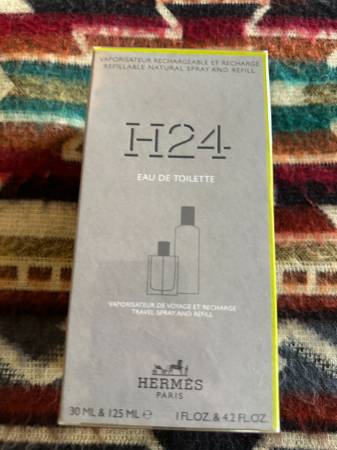 VAPORISATEUR RECHARGEABLE ET RECHARGE
REFILLABLE NATURAL SPRAY AND REFILL
H24
EAU DE TOILETTE
VAPORISATEUR DE VOYAGE ET RECHARGE
TRAVEL SPRAY AND REFILL
HERMÈS
PARIS
30 ML & 125 ML ℮ 1 FL.OZ. & 4.2 FL.OZ.